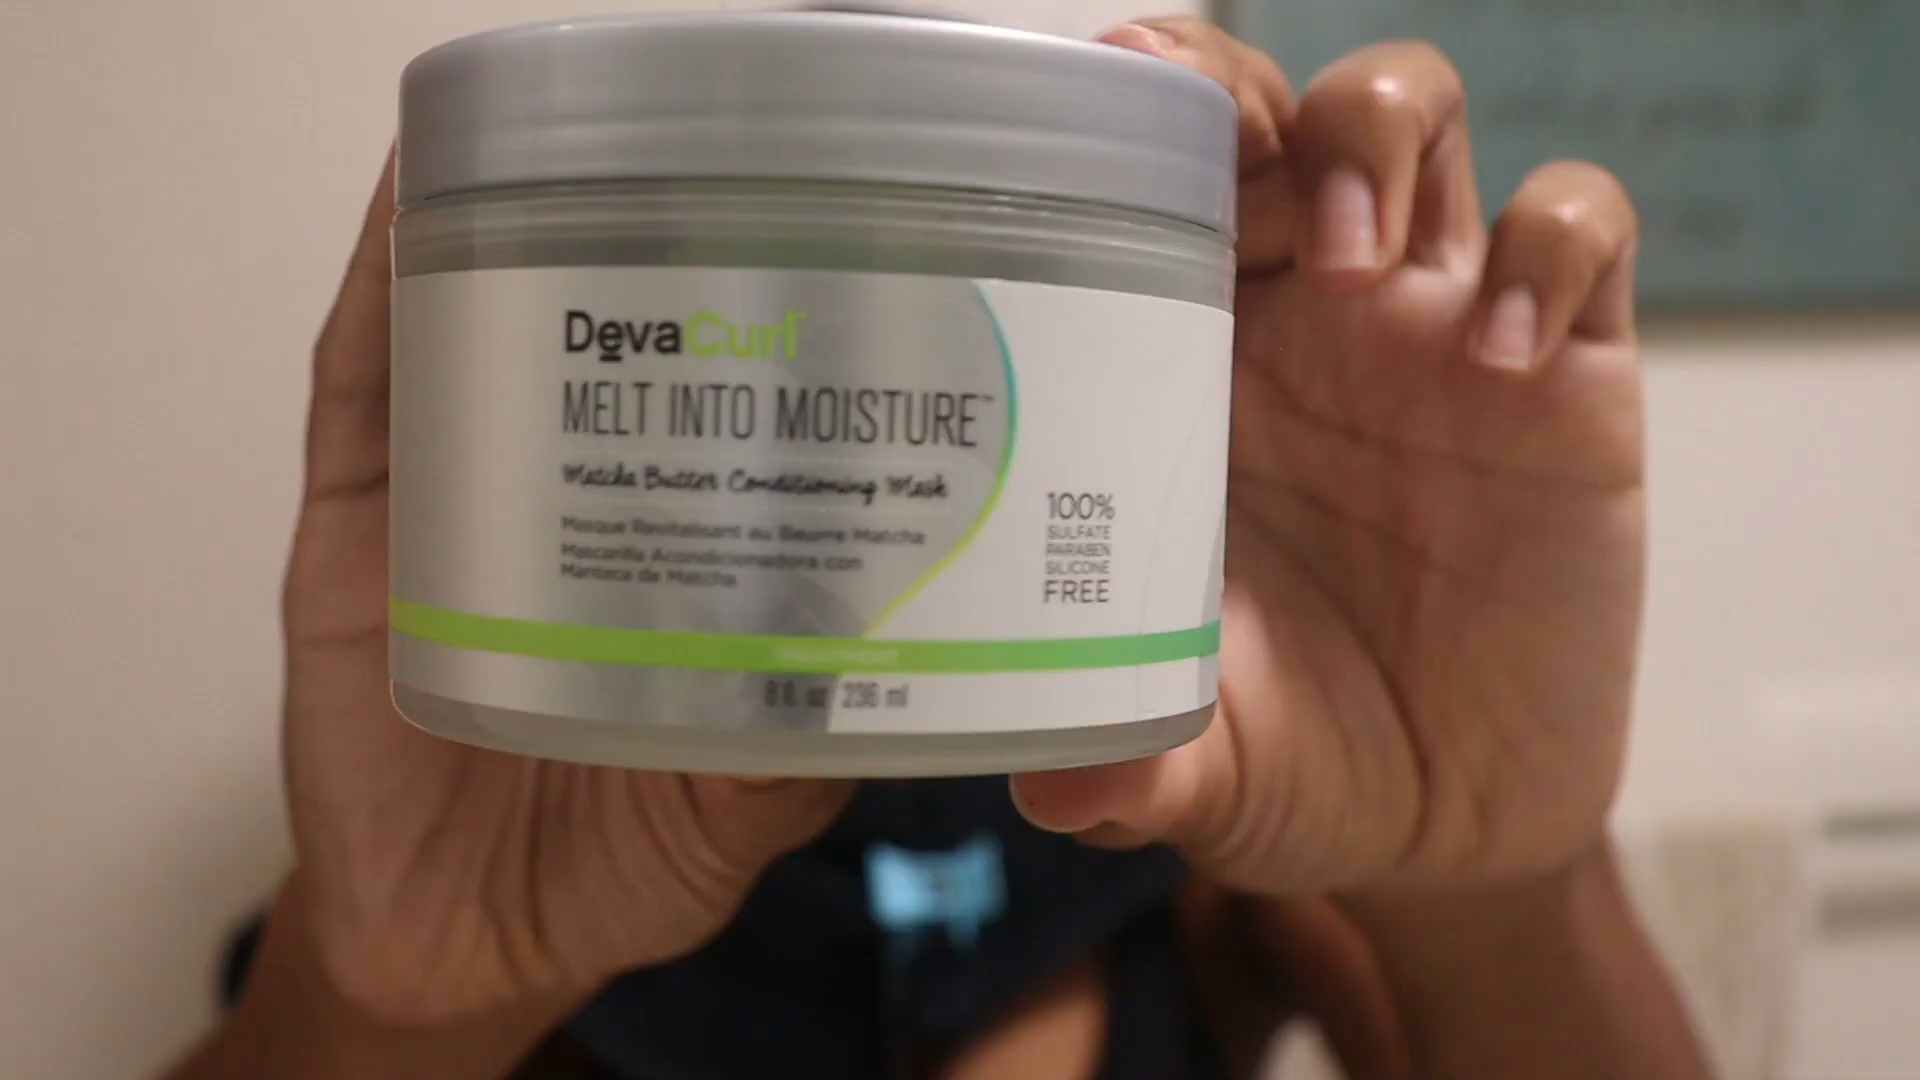 DevaCurl
MELT INTO MOISTURE™
Matcha Butter Conditioning Mask
Masque Revitalisant au Beurre Matcha
Mascarilla Acondicionadora con
Manteca de Matcha
100%
SULFATE
PARABEN
SILICONE
FREE
TREATMENT
8 fl. oz 236 ml